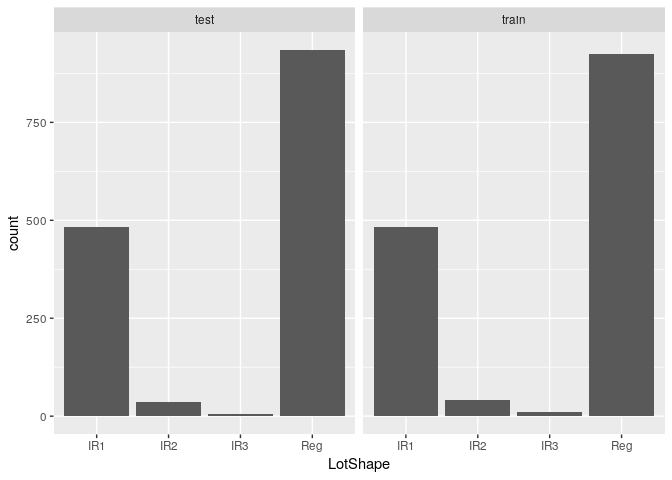 test train
count
750
500
250
0
IR1 IR2 IR3 Reg IR1 IR2 IR3 Reg
LotShape